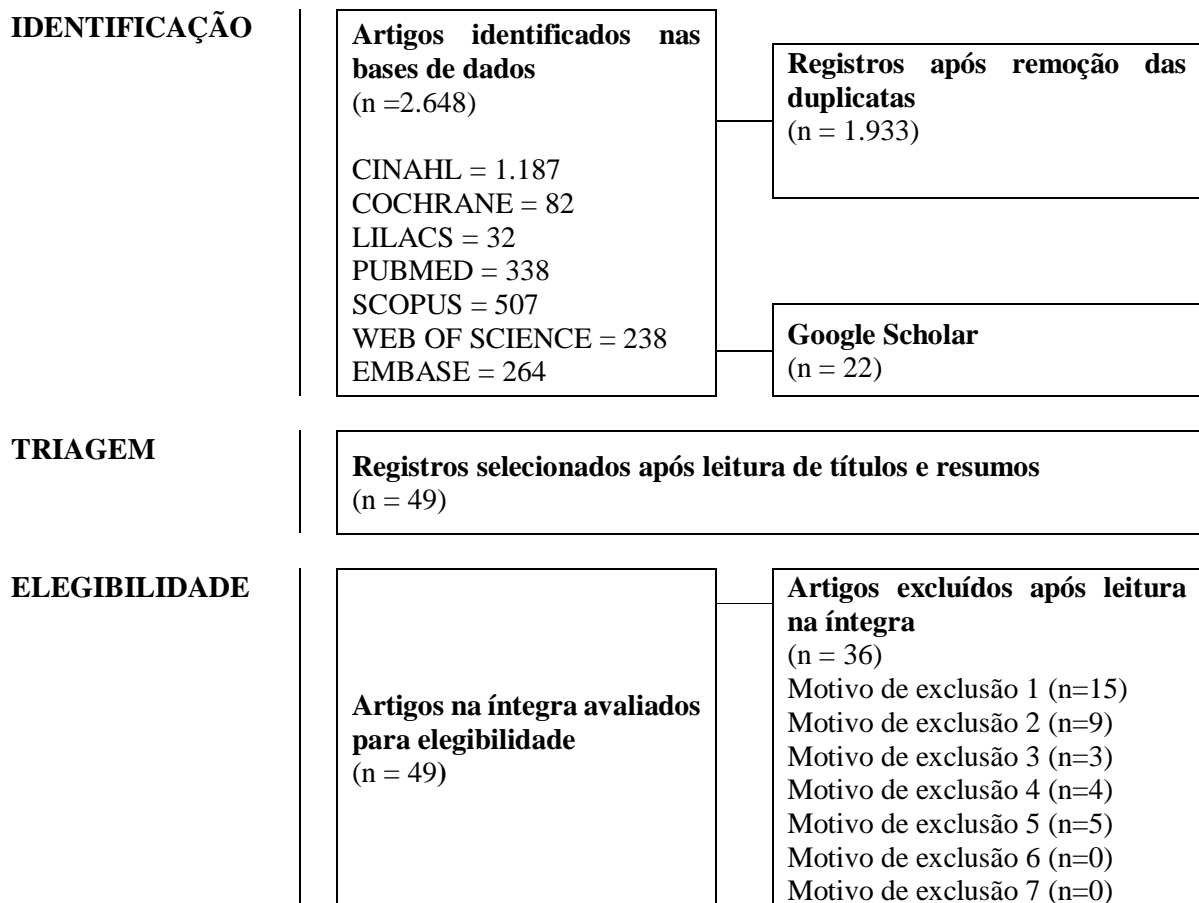 IDENTIFICAÇÃO
Artigos identificados nas
bases de dados
(n =2.648)
CINAHL = 1.187
COCHRANE = 82
LILACS = 32
PUBMED = 338
SCOPUS = 507
WEB OF SCIENCE = 238
EMBASE = 264
Registros após remoção das
duplicatas
(n = 1.933)
Google Scholar
(n = 22)
TRIAGEM
Registros selecionados após leitura de títulos e resumos
(n = 49)
ELEGIBILIDADE
Artigos na íntegra avaliados
para elegibilidade
(n = 49)
Artigos excluídos após leitura
na íntegra
(n = 36)
Motivo de exclusão 1 (n=15)
Motivo de exclusão 2 (n=9)
Motivo de exclusão 3 (n=3)
Motivo de exclusão 4 (n=4)
Motivo de exclusão 5 (n=5)
Motivo de exclusão 6 (n=0)
Motivo de exclusão 7 (n=0)